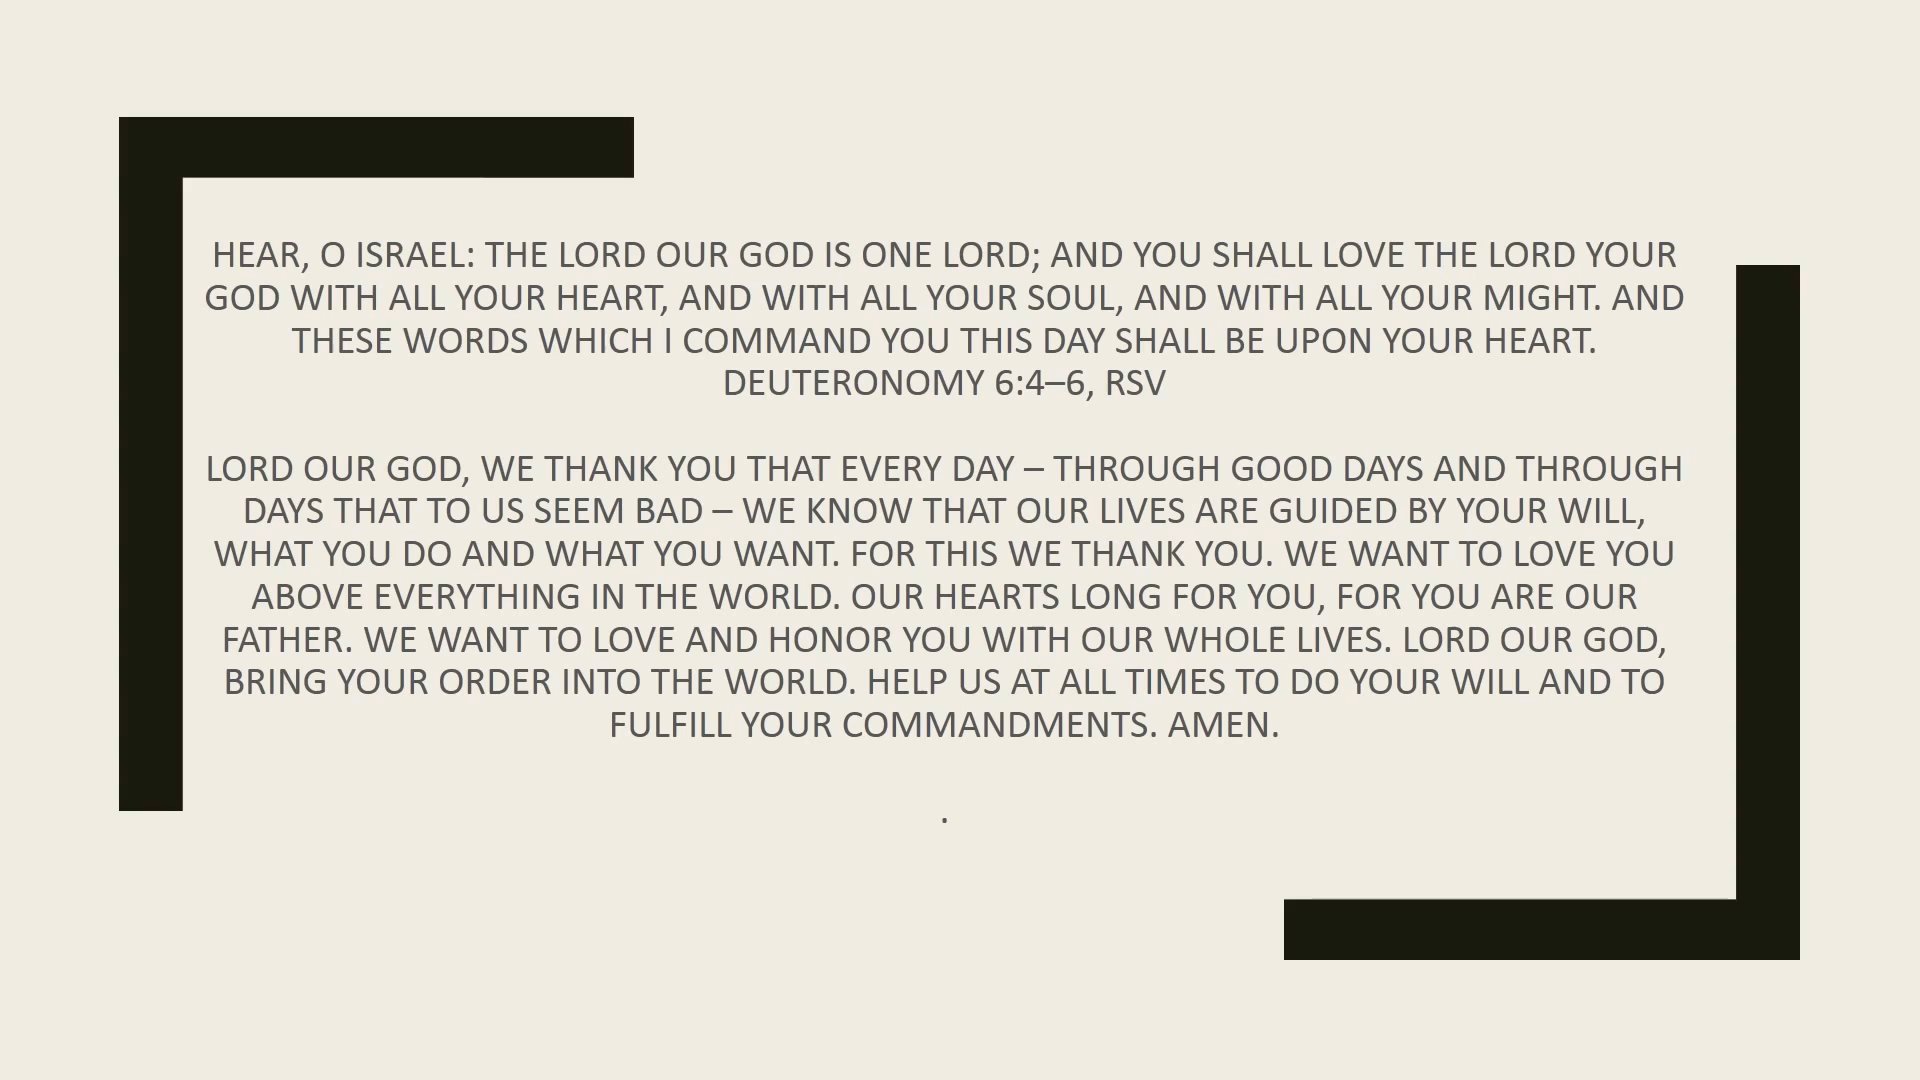 HEAR, O ISRAEL: THE LORD OUR GOD IS ONE LORD; AND YOU SHALL LOVE THE LORD YOUR
GOD WITH ALL YOUR HEART, AND WITH ALL YOUR SOUL, AND WITH ALL YOUR MIGHT. AND
THESE WORDS WHICH I COMMAND YOU THIS DAY SHALL BE UPON YOUR HEART.
DEUTERONOMY 6:4–6, RSV
LORD OUR GOD, WE THANK YOU THAT EVERY DAY – THROUGH GOOD DAYS AND THROUGH
DAYS THAT TO US SEEM BAD – WE KNOW THAT OUR LIVES ARE GUIDED BY YOUR WILL,
WHAT YOU DO AND WHAT YOU WANT. FOR THIS WE THANK YOU. WE WANT TO LOVE YOU
ABOVE EVERYTHING IN THE WORLD. OUR HEARTS LONG FOR YOU, FOR YOU ARE OUR
FATHER. WE WANT TO LOVE AND HONOR YOU WITH OUR WHOLE LIVES. LORD OUR GOD,
BRING YOUR ORDER INTO THE WORLD. HELP US AT ALL TIMES TO DO YOUR WILL AND TO
FULFILL YOUR COMMANDMENTS. AMEN.
.